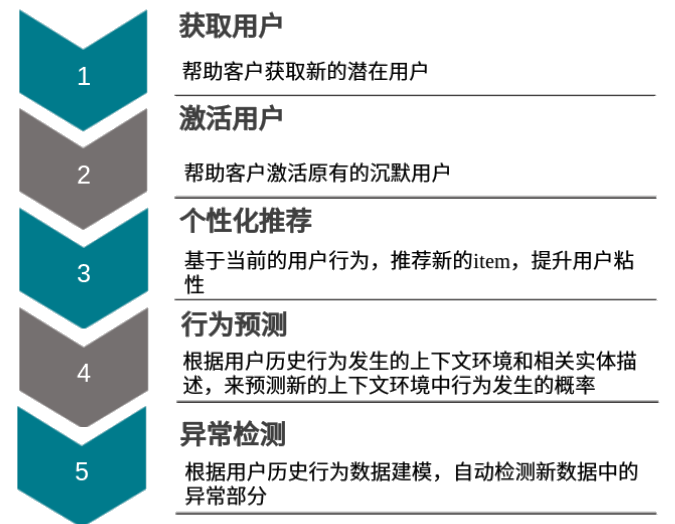 1
获取用户
帮助客户获取新的潜在用户
2
激活用户
帮助客户激活原有的沉默用户
3
个性化推荐
基于当前的用户行为，推荐新的item，提升用户粘
性
4
行为预测
根据用户历史行为发生的上下文环境和相关实体描
述，来预测新的上下文环境中行为发生的概率
5
异常检测
根据用户历史行为数据建模，自动检测新数据中的
异常部分